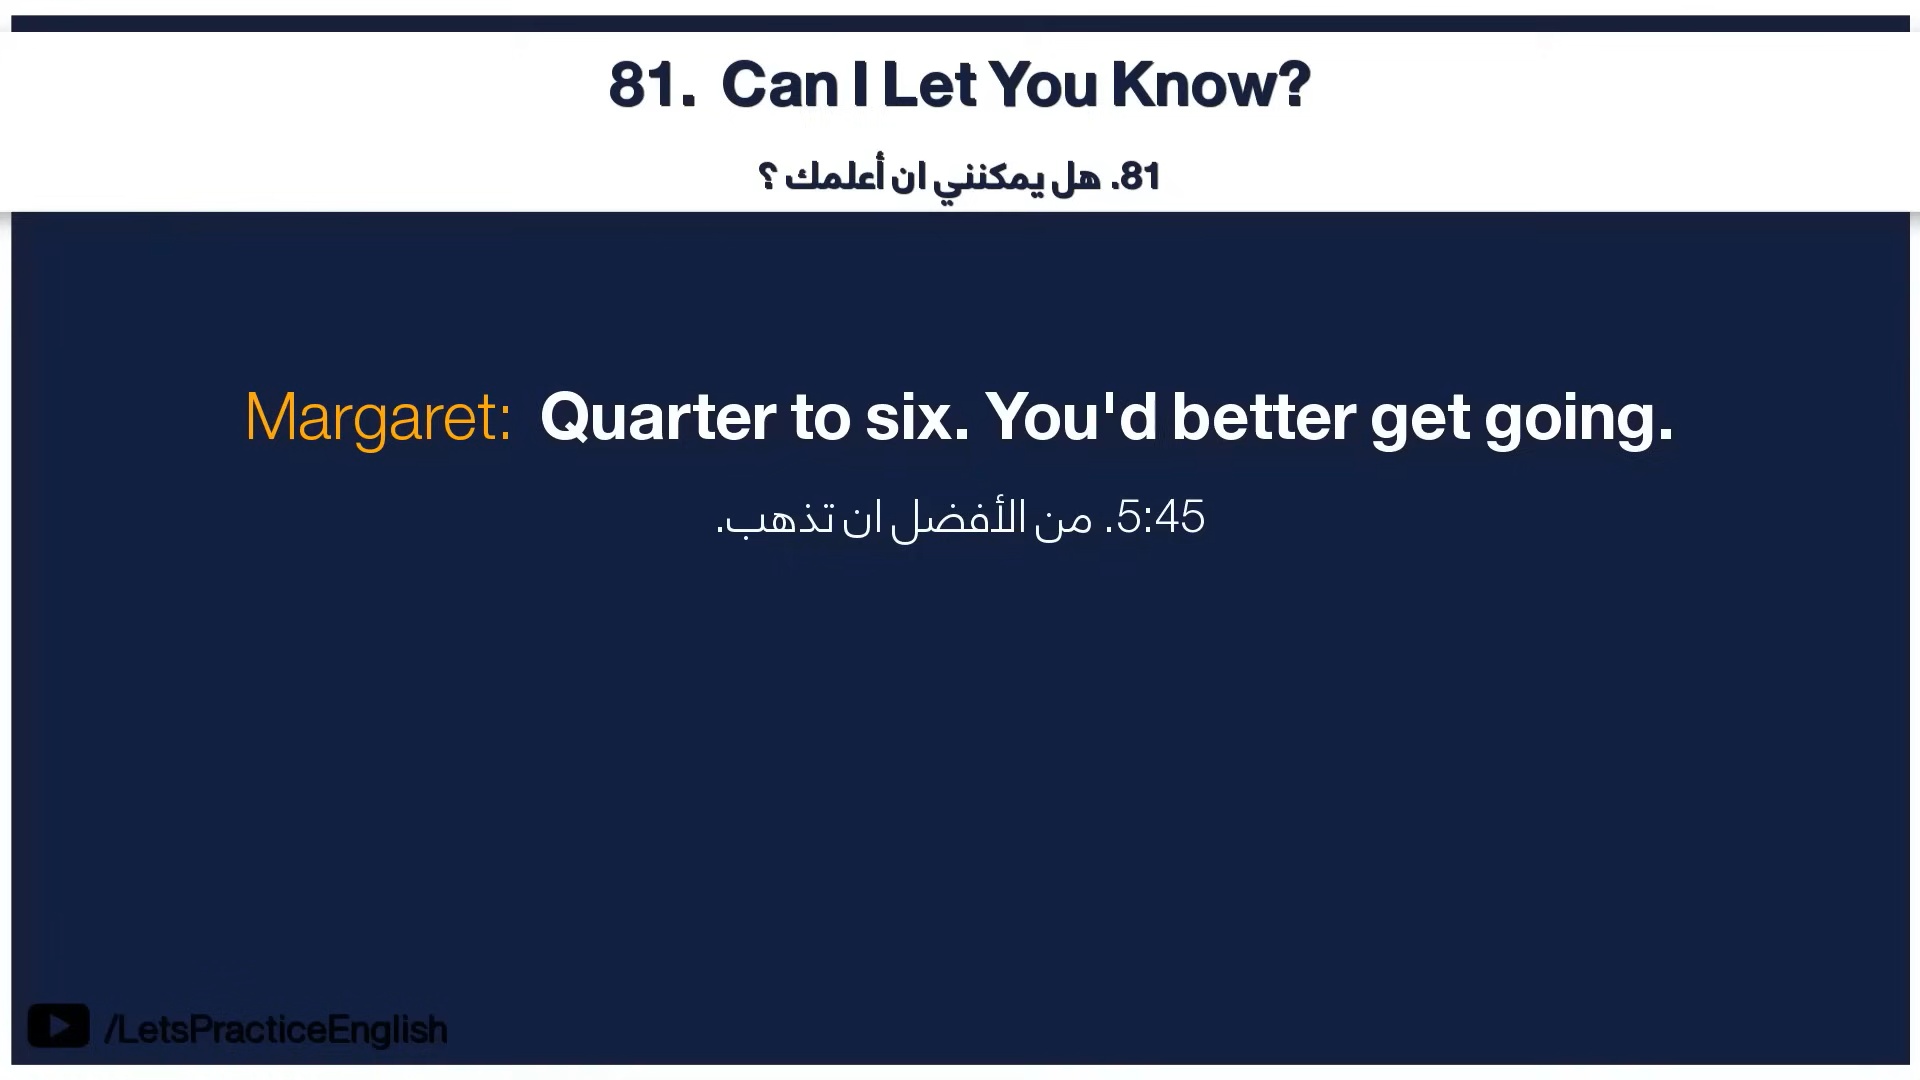 81. Can I Let You Know?
81. هل يمكنني ان أعلمك ؟
Margaret: Quarter to six. You'd better get going.
5:45. من الأفضل ان تذهب.
/LetsPracticeEnglish